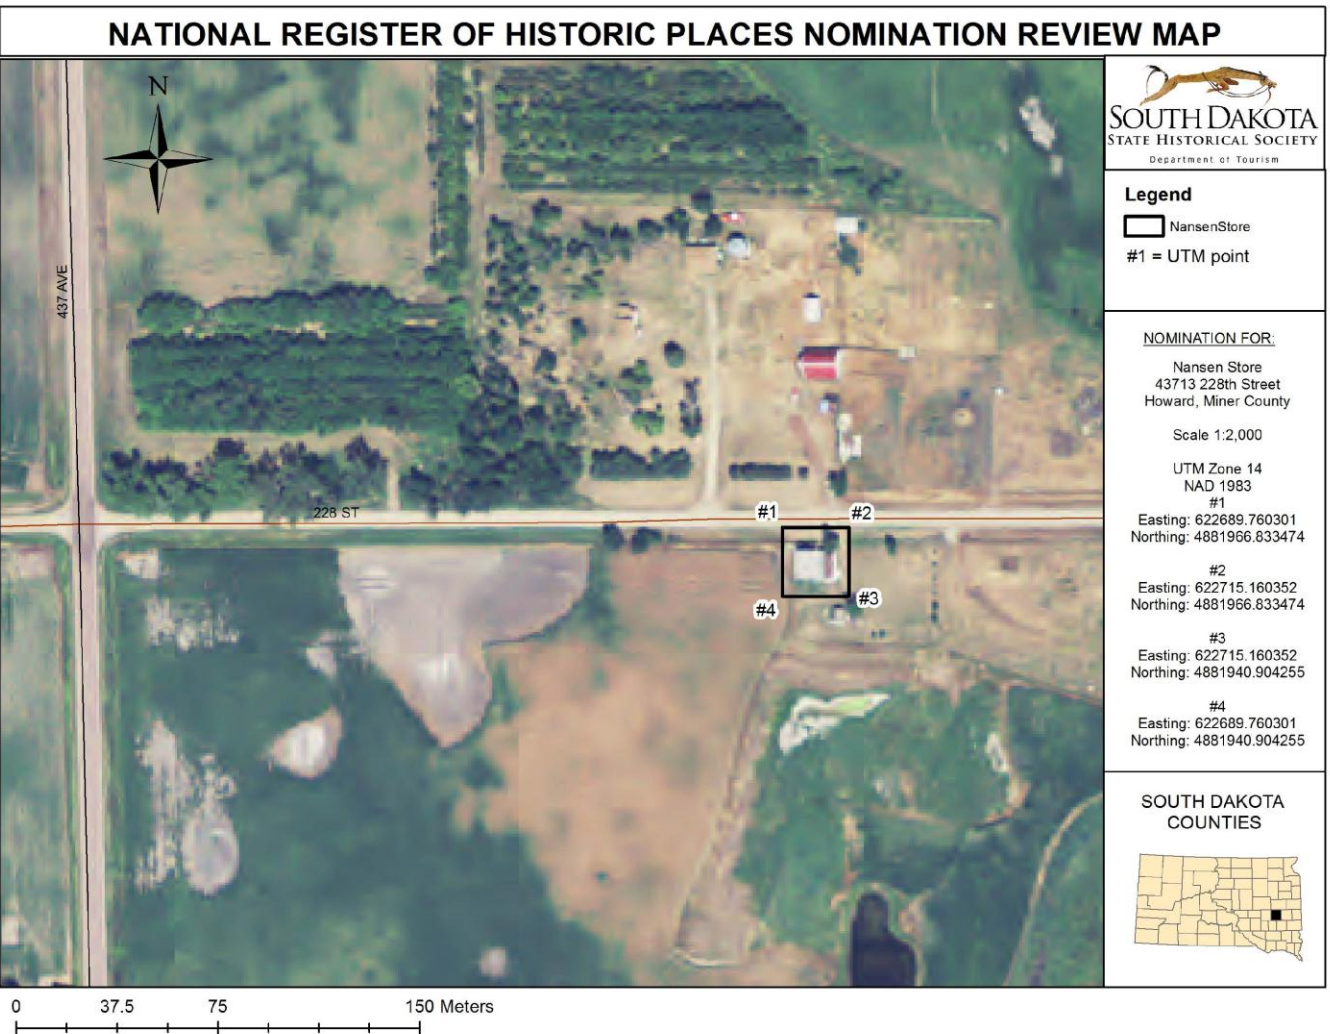 NATIONAL REGISTER OF HISTORIC PLACES NOMINATION REVIEW MAP
N
437 AVE
228 ST
#1
#2
#3
#4
SOUTH DAKOTA
STATE HISTORICAL SOCIETY
Department of Tourism
Legend
NansenStore
#1 = UTM point
NOMINATION FOR:
Nansen Store
43713 228th Street
Howard, Miner County
Scale 1:2,000
UTM Zone 14
NAD 1983
#1
Easting: 622689.760301
Northing: 4881966.833474
#2
Easting: 622715.160352
Northing: 4881966.833474
#3
Easting: 622715.160352
Northing: 4881940.904255
#4
Easting: 622689.760301
Northing: 4881940.904255
SOUTH DAKOTA
COUNTIES
0 37.5 75 150 Meters